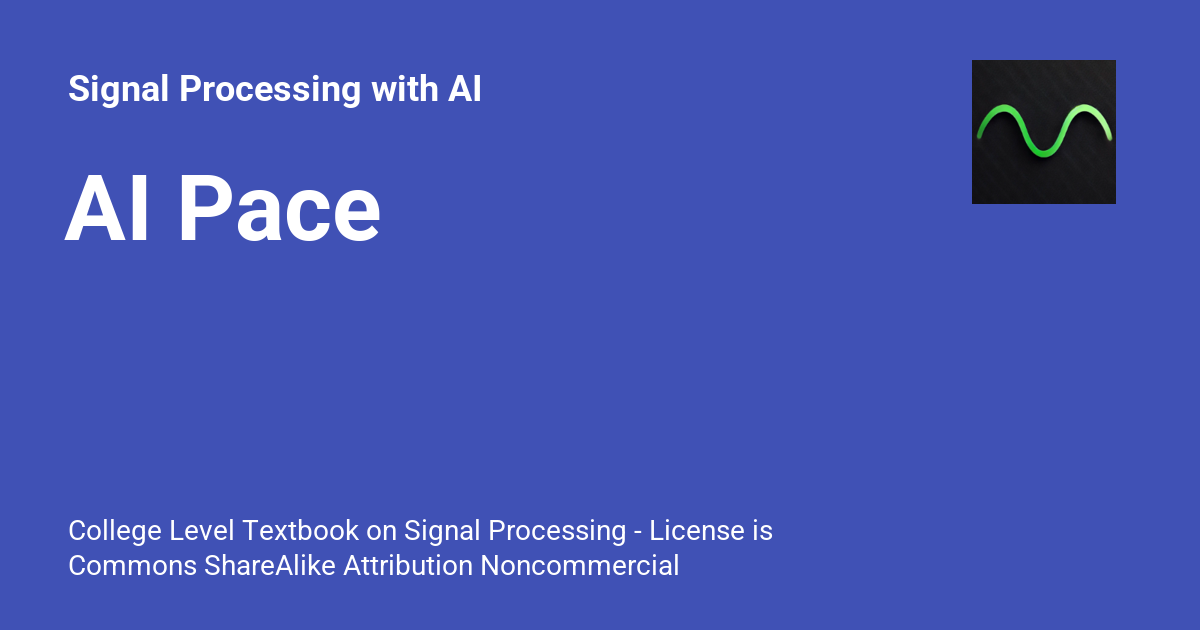 Signal Processing with AI
AI Pace
College Level Textbook on Signal Processing - License is
Commons ShareAlike Attribution Noncommercial